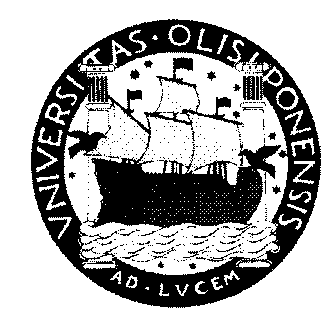 VNIVERSITAS · OLISIPONENSIS
AD · LVCEM